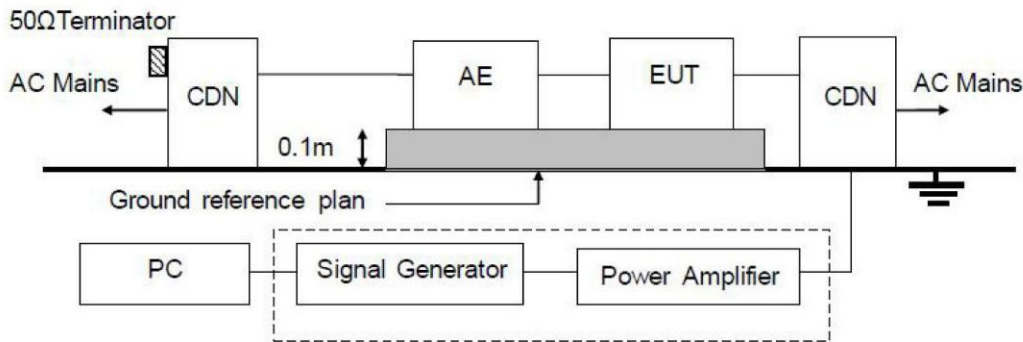 50ΩTerminator
AC Mains
CDN
AE
EUT
CDN
AC Mains
0.1m
Ground reference plan
PC
Signal Generator
Power Amplifier